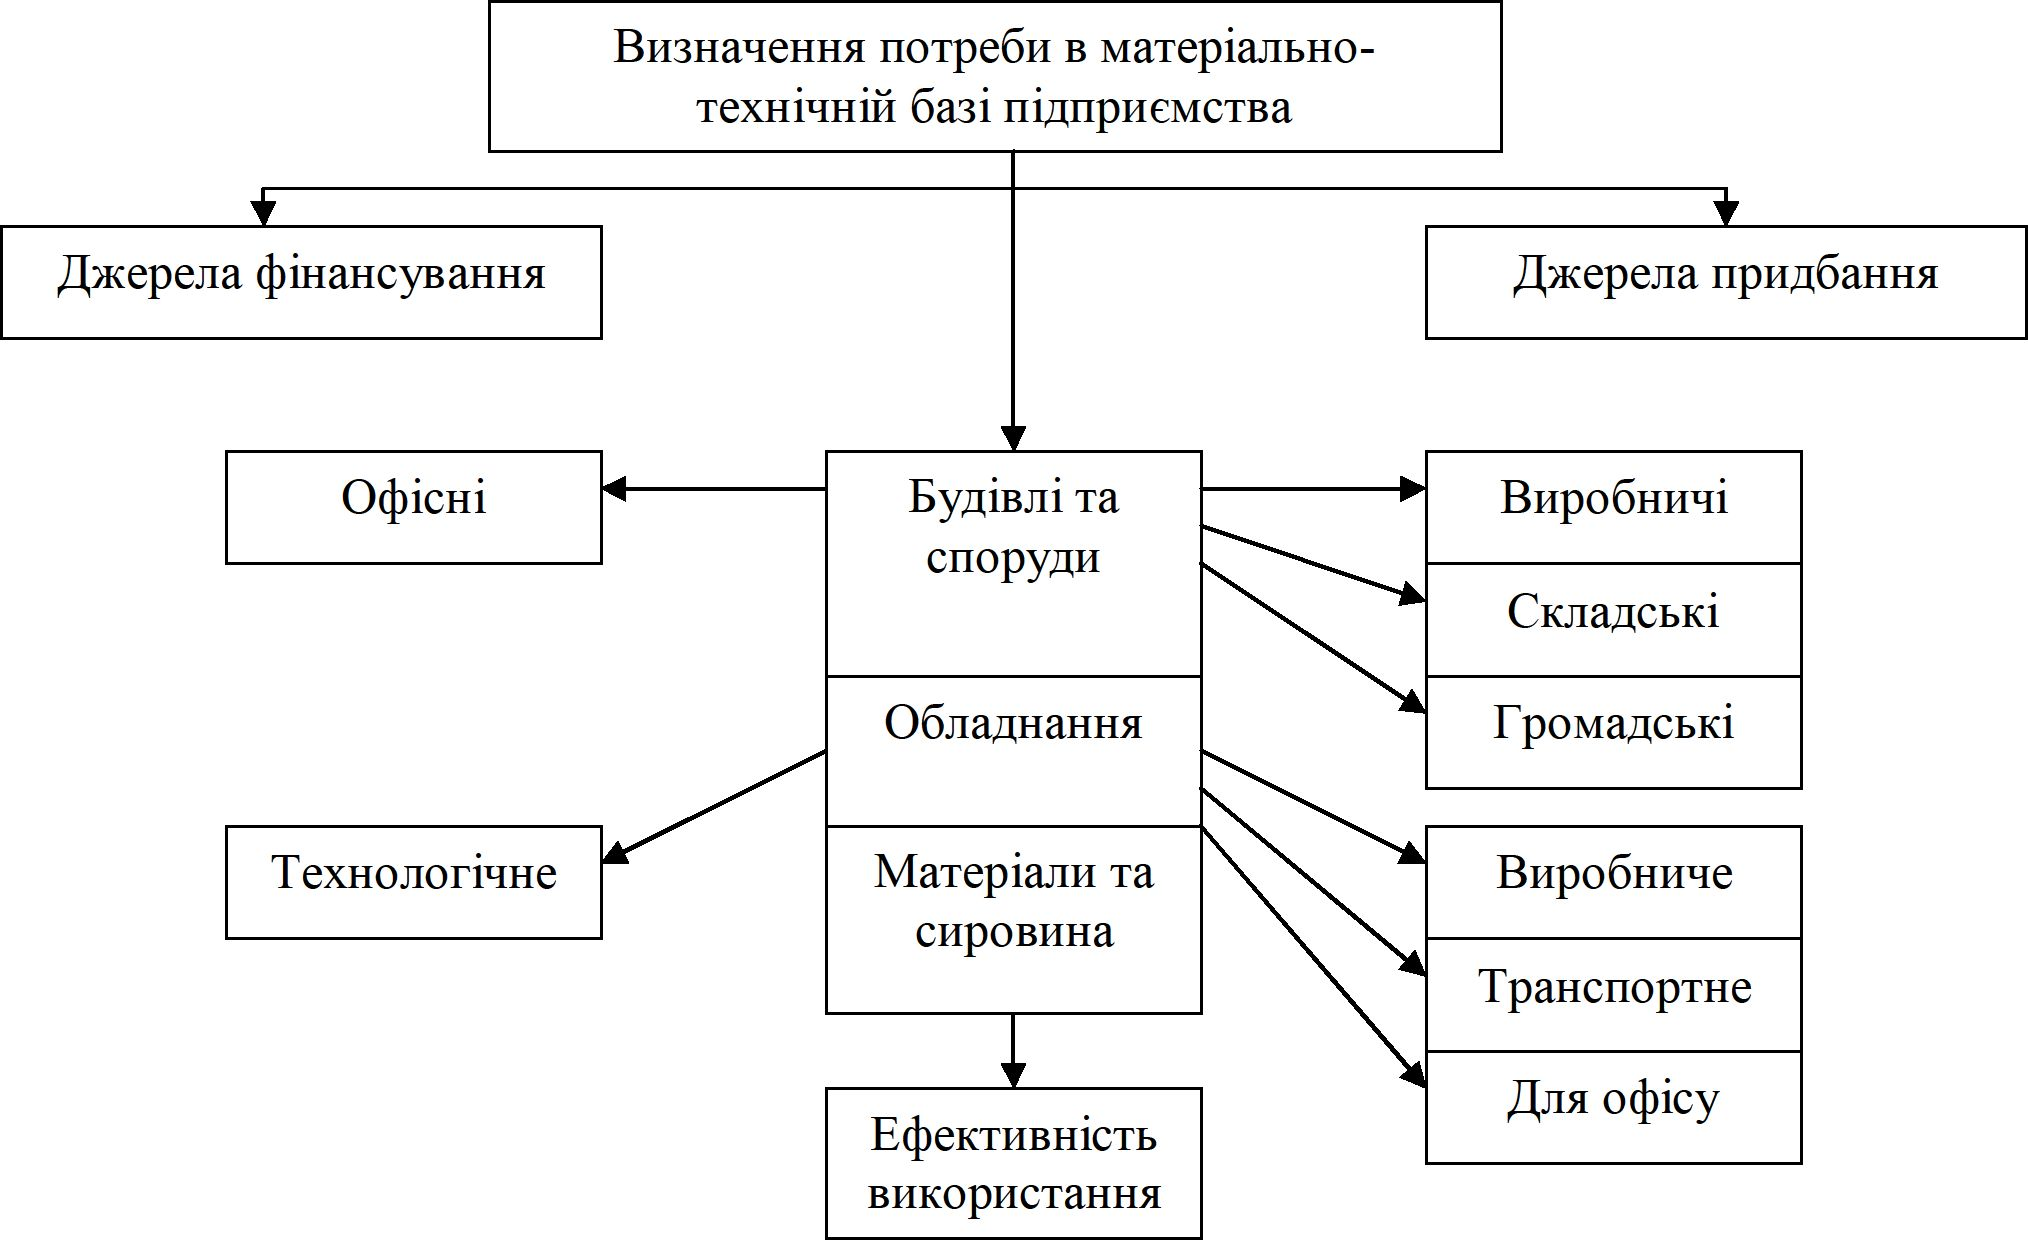 Визначення потреби в матеріально-
технічній базі підприємства
Джерела фінансування
Джерела придбання
Офісні
Будівлі та
споруди
Виробничі
Складські
Громадські
Обладнання
Технологічне
Матеріали та
сировина
Виробниче
Транспортне
Для офісу
Ефективність
використання